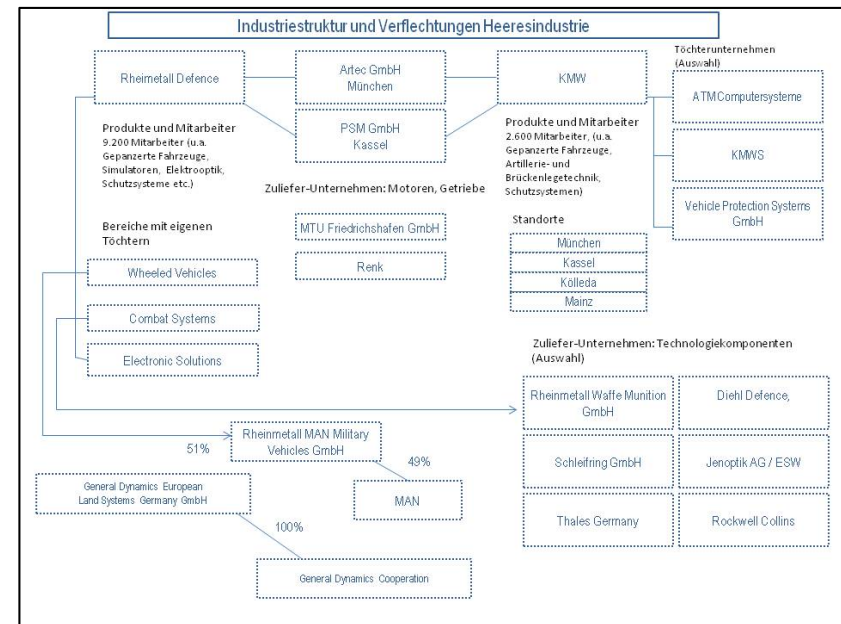 Industriestruktur und Verflechtungen Heeresindustrie
Rheimetall Defence
Artec GmbH
München
KMW
Töchterunternehmen
(Auswahl)
ATM Computersysteme
PSM GmbH
Kassel
Produkte und Mitarbeiter
9.200 Mitarbeiter (u.a.
Gepanzerte Fahrzeuge,
Simulatoren, Elektrooptik,
Schutzsysteme etc.)
Produkte und Mitarbeiter
2.600 Mitarbeiter, (u.a.
Gepanzerte Fahrzeuge,
Artillerie- und
Brückenlegetechnik,
Schutzsystemen)
KMWS
Vehicle Protection Systems
GmbH
Zuliefer-Unternehmen: Motoren, Getriebe
MTU Friedrichshafen GmbH
Renk
Standorte
München
Kassel
Kölleda
Mainz
Bereiche mit eigenen
Töchtern
Wheeled Vehicles
Combat Systems
Electronic Solutions
Zuliefer-Unternehmen: Technologiekomponenten
(Auswahl)
Rheinmetall Waffe Munition
GmbH
Diehl Defence,
Schleifring GmbH
Jenoptik AG / ESW
Thales Germany
Rockwell Collins
51%
Rheinmetall MAN Military
Vehicles GmbH
49%
MAN
General Dynamics European
Land Systems Germany GmbH
100%
General Dynamics Cooperation